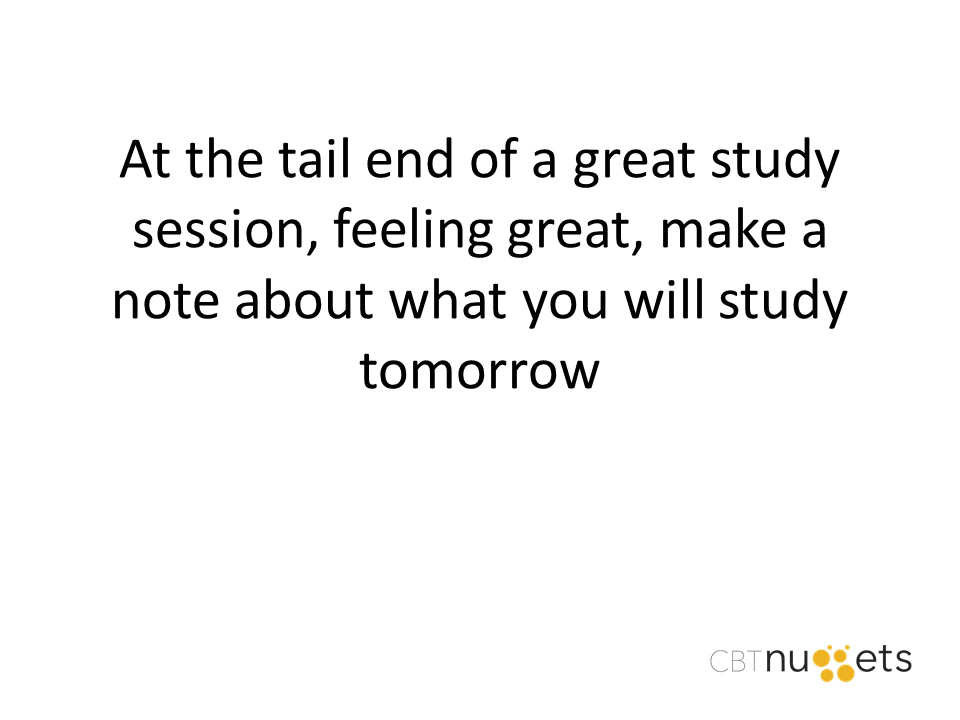 At the tail end of a great study
session, feeling great, make a
note about what you will study
tomorrow
CBTnuggets